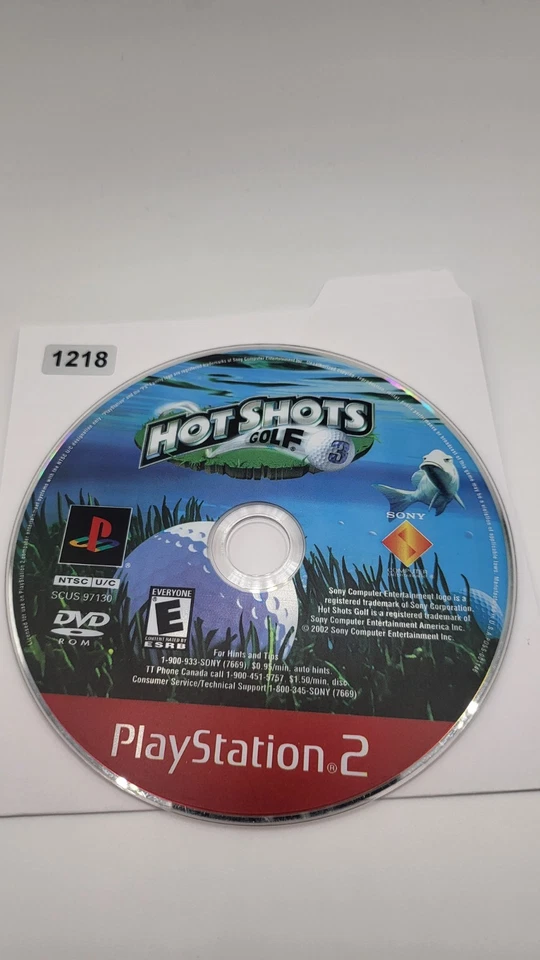 1218
HOT SHOTS
GOLF
3
SONY
COMPUTER
NTSC U/C
SCUS 97130
DVD
ROM
EVERYONE
E
CONTENT RATED BY
ESRB
Sony Computer Entertainment logo is a
registered trademark of Sony Corporation.
Hot Shots Golf is a registered trademark of
Sony Computer Entertainment America Inc.
© 2002 Sony Computer Entertainment Inc.
For Hints and Tips
1-900-933-SONY (7669) $0.95/min, auto hints.
TT Phone Canada call 1-900-451-5757. $1.50/min, disc.
Consumer Service/Technical Support 1-800-345-SONY (7669)
PlayStation®2